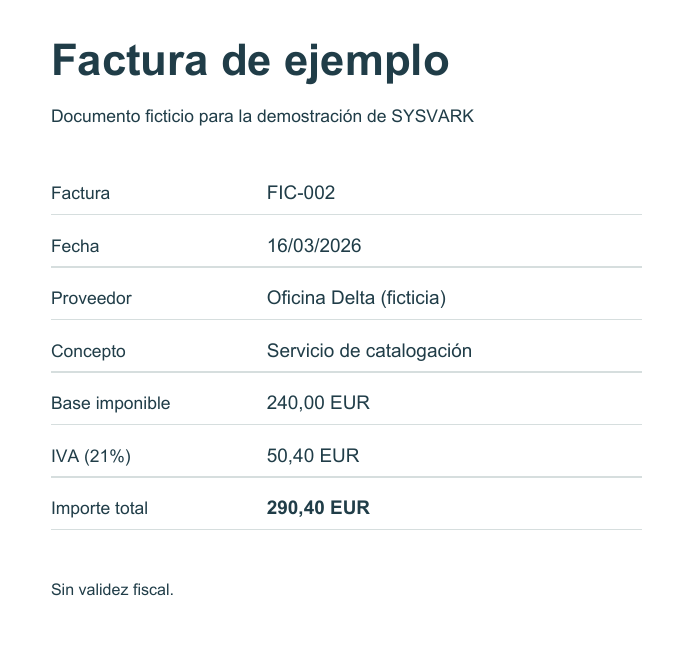 Factura de ejemplo
Documento ficticio para la demostración de SYSVARK
Factura FIC-002
Fecha 16/03/2026
Proveedor Oficina Delta (ficticia)
Concepto Servicio de catalogación
Base imponible 240,00 EUR
IVA (21%) 50,40 EUR
Importe total 290,40 EUR
Sin validez fiscal.